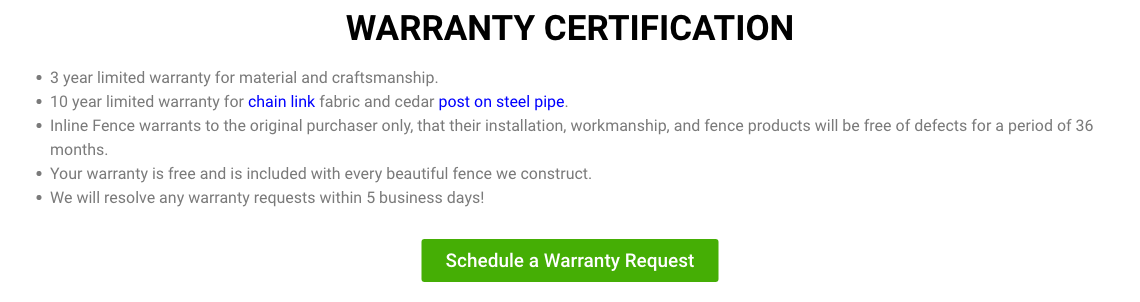 WARRANTY CERTIFICATION
• 3 year limited warranty for material and craftsmanship.
• 10 year limited warranty for chain link fabric and cedar post on steel pipe.
• Inline Fence warrants to the original purchaser only, that their installation, workmanship, and fence products will be free of defects for a period of 36
months.
• Your warranty is free and is included with every beautiful fence we construct.
• We will resolve any warranty requests within 5 business days!
Schedule a Warranty Request